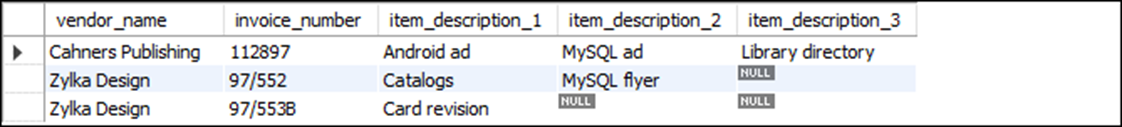 vendor_name invoice_number item_description_1 item_description_2 item_description_3
Cahners Publishing 112897 Android ad MySQL ad Library directory
Zylka Design 97/552 Catalogs MySQL flyer NULL
Zylka Design 97/553B Card revision NULL NULL